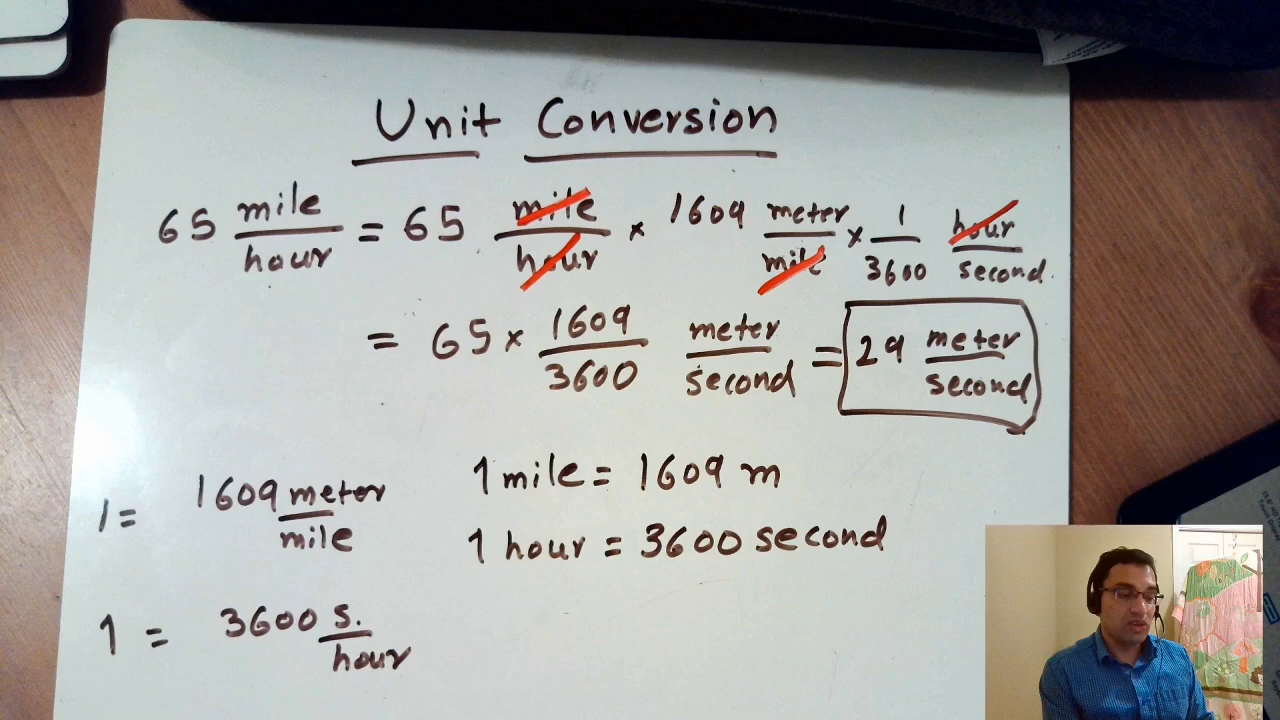 Unit Conversion
65 mile/hour = 65 mile/hour × 1609 meter/mile × 1/3600 hour/second.
= 65 × 1609/3600 meter/second = 29 meter/second
1 = 1609 meter/mile
1 mile = 1609 m
1 hour = 3600 second
1 = 3600 s./hour